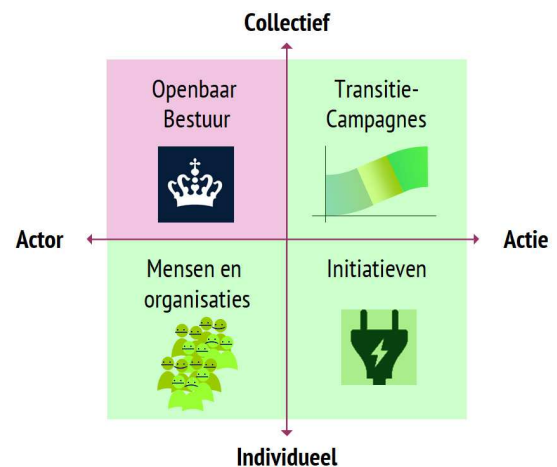 Collectief
Openbaar
Bestuur
Transitie-
Campagnes
Actor
Actie
Mensen en
organisaties
Initiatieven
Individueel